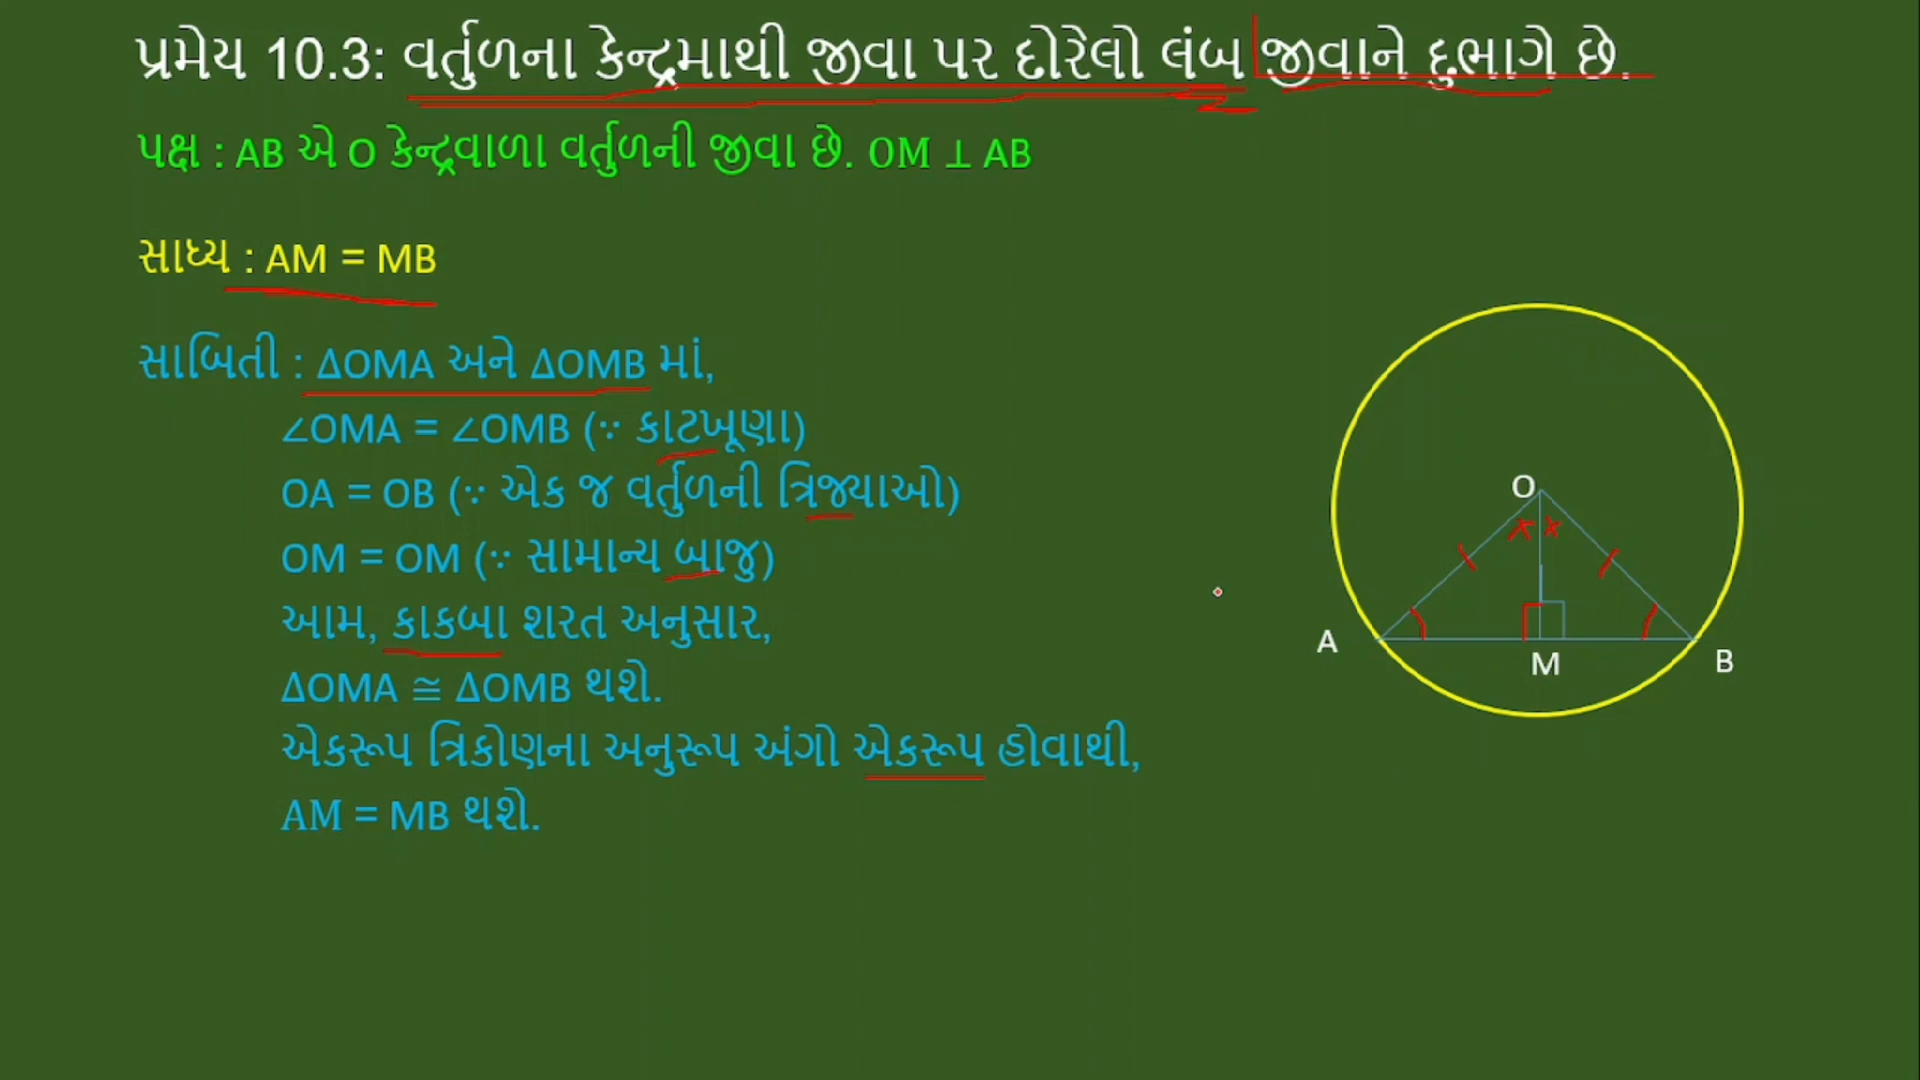 પ્રમેય 10.3: વર્તુળના કેન્દ્રમાથી જીવા પર દોરેલો લંબ જીવાને દુભાગે છે.
પક્ષ : AB એ O કેન્દ્રવાળા વર્તુળની જીવા છે. OM ⊥ AB
સાધ્ય : AM = MB
સાબિતી : ΔOMA અને ΔOMB માં,
∠OMA = ∠OMB (∵ કાટખૂણા)
OA = OB (∵ એક જ વર્તુળની ત્રિજ્યાઓ)
OM = OM (∵ સામાન્ય બાજુ)
આમ, કાકબા શરત અનુસાર,
ΔOMA ≅ ΔOMB થશે.
એકરૂપ ત્રિકોણના અનુરૂપ અંગો એકરૂપ હોવાથી,
AM = MB થશે.
O
A
M
B